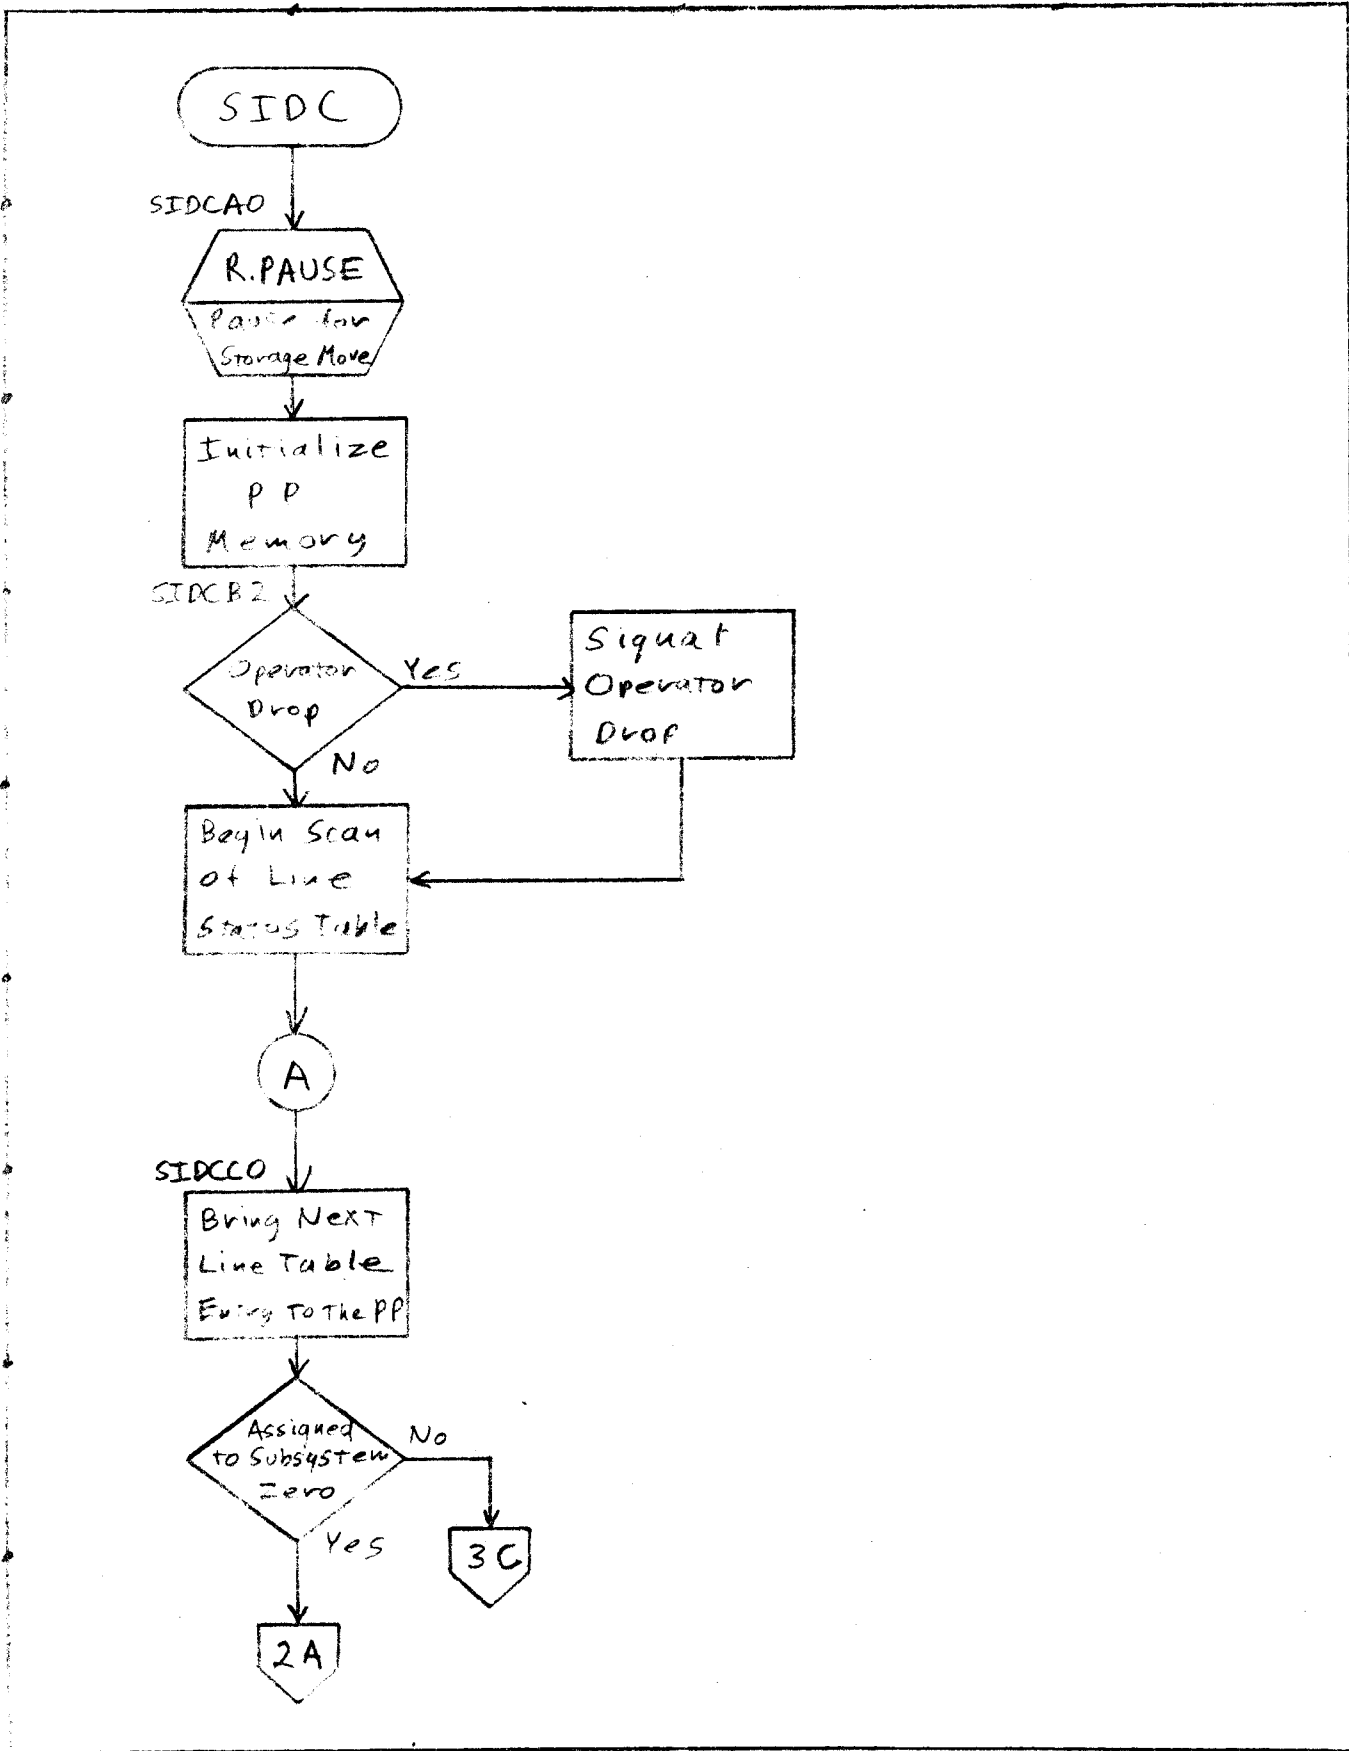 SIDC
SIDCA0
R.PAUSE
Pause for
Storage Move
Initialize
PP
Memory
SIDCB2
Operator
Drop
Yes
Siqnat
Operator
Drop
No
Begin Scan
of Line
Status Table
A
SIDCC0
Bring Next
Line Table
Entry To The PP
Assigned
to Subsystem
Zero
No
Yes
3C
2A